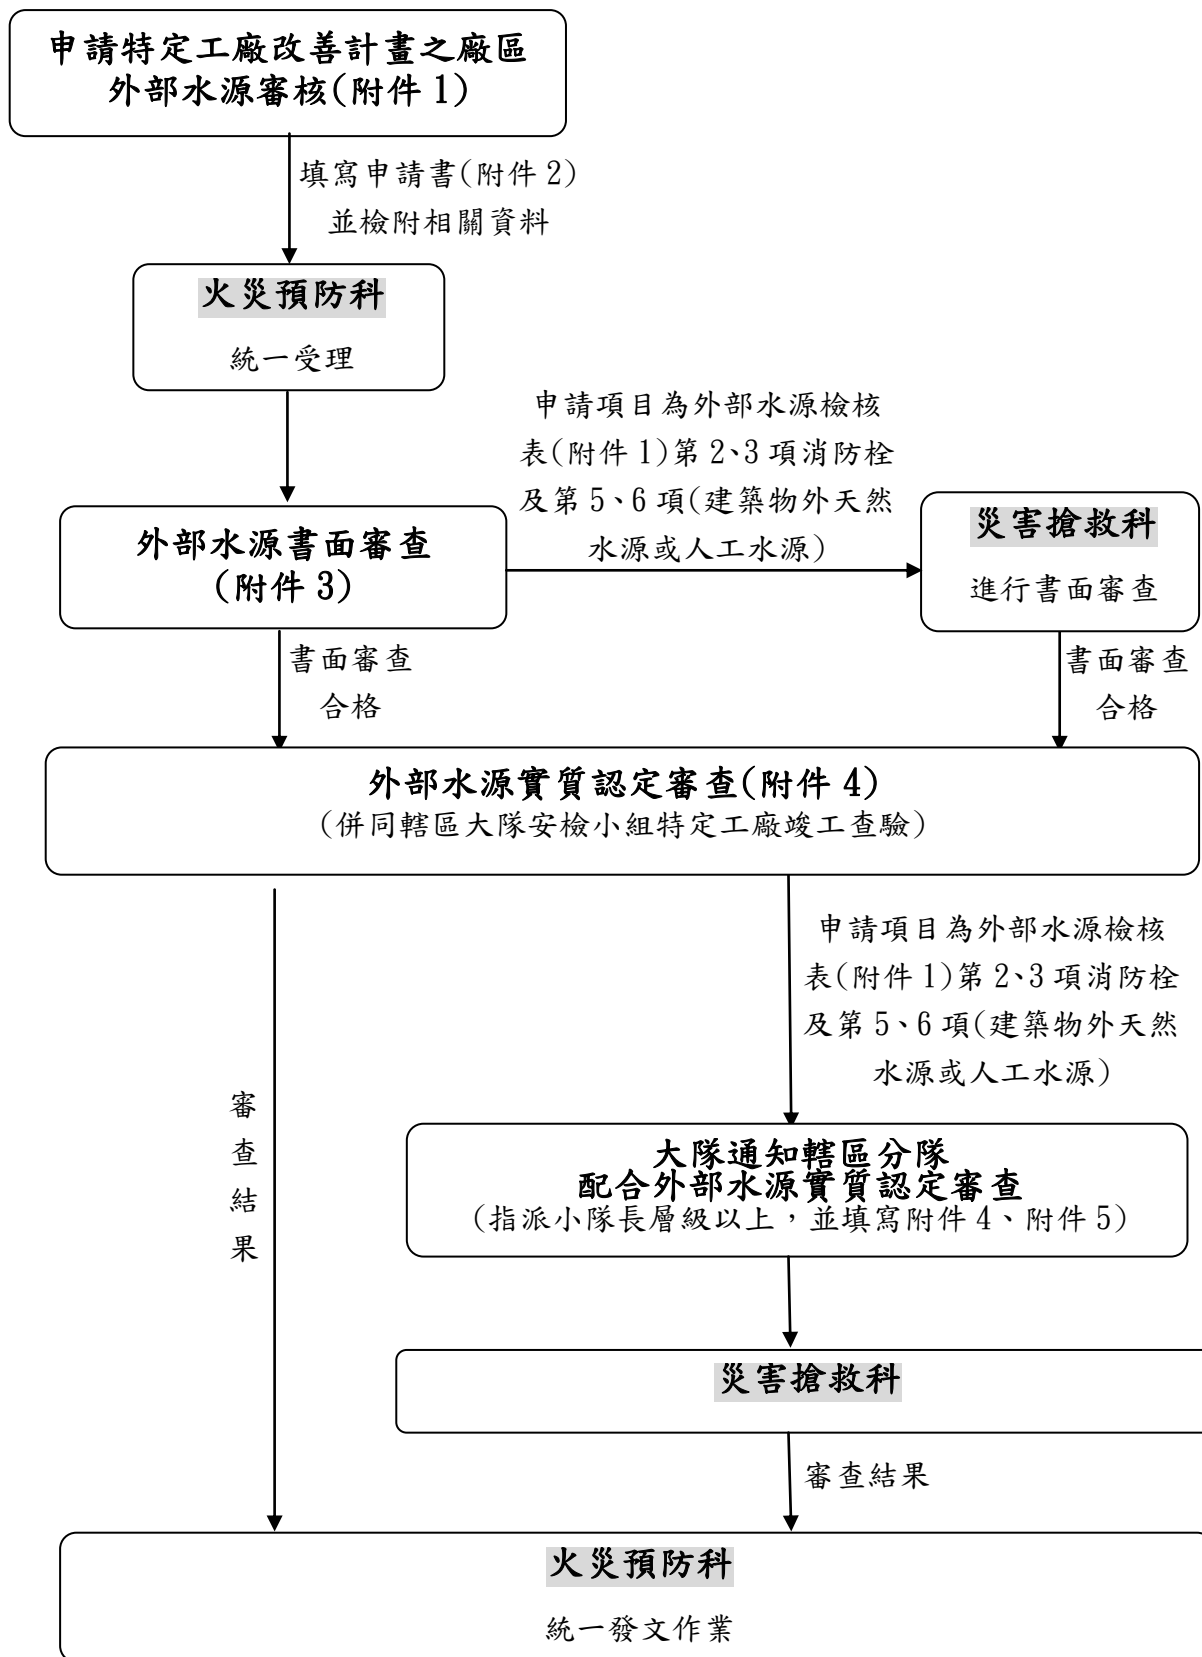 申請特定工廠改善計畫之廠區
外部水源審核(附件 1)
填寫申請書(附件 2)
並檢附相關資料
火災預防科
統一受理
申請項目為外部水源檢核
表(附件 1)第 2、3 項消防栓
及第 5、6 項(建築物外天然
水源或人工水源)
外部水源書面審查
(附件 3)
災害搶救科
進行書面審查
書面審查
合格
書面審查
合格
外部水源實質認定審查(附件 4)
(併同轄區大隊安檢小組特定工廠竣工查驗)
申請項目為外部水源檢核
表(附件 1)第 2、3 項消防栓
及第 5、6 項(建築物外天然
水源或人工水源)
審
查
結
果
大隊通知轄區分隊
配合外部水源實質認定審查
(指派小隊長層級以上，並填寫附件 4、附件 5)
災害搶救科
審查結果
火災預防科
統一發文作業